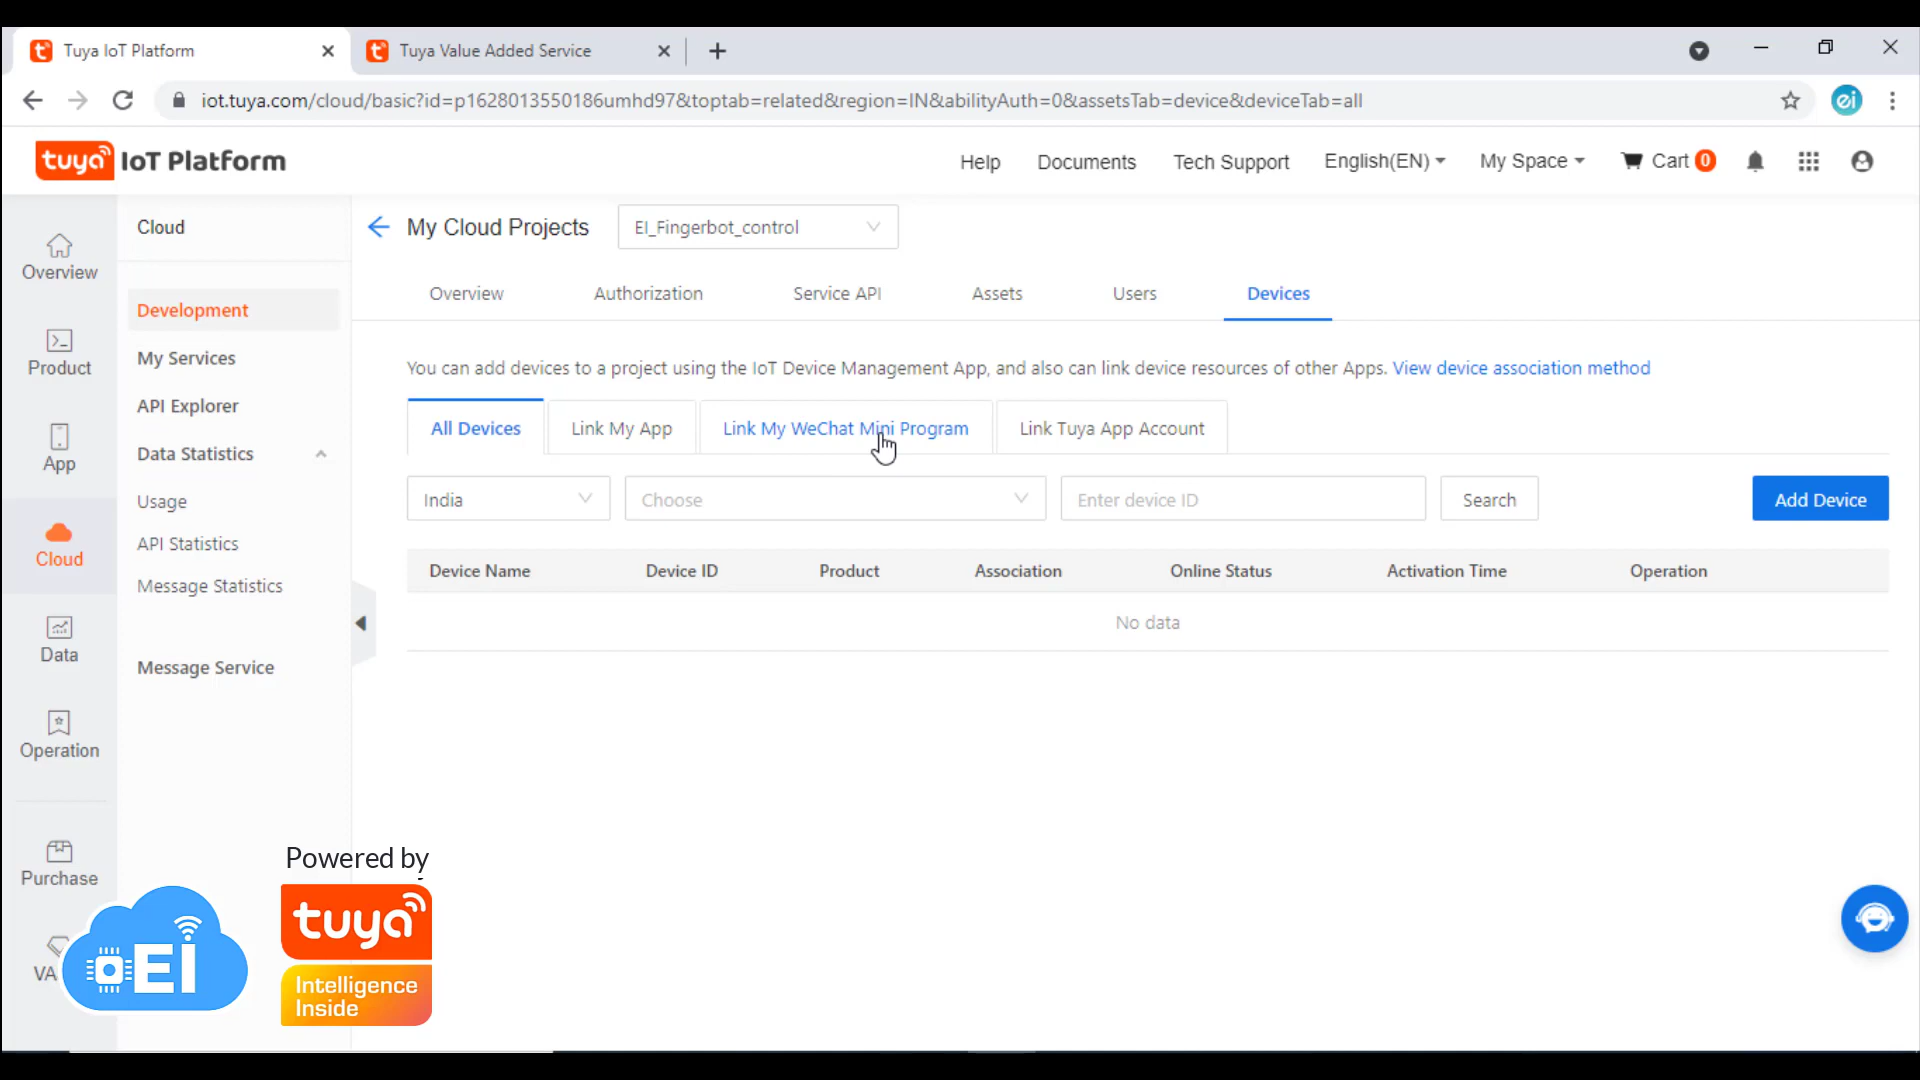 Tuya IoT Platform
Tuya Value Added Service
iot.tuya.com/cloud/basic?id=p1628013550186umhd97&toptab=related&region=IN&abilityAuth=0&assetsTab=device&deviceTab=all
ei
tuya IoT Platform
Help
Documents
Tech Support
English(EN)
My Space
Cart 0
Overview
Product
App
Cloud
Data
Operation
Purchase
VA
Cloud
Development
My Services
API Explorer
Data Statistics
Usage
API Statistics
Message Statistics
Message Service
My Cloud Projects
EI_Fingerbot_control
Overview
Authorization
Service API
Assets
Users
Devices
You can add devices to a project using the IoT Device Management App, and also can link device resources of other Apps. View device association method
All Devices
Link My App
Link My WeChat Mini Program
Link Tuya App Account
India
Choose
Enter device ID
Search
Add Device
Device Name
Device ID
Product
Association
Online Status
Activation Time
Operation
No data
Powered by
EI
tuya
Intelligence
Inside